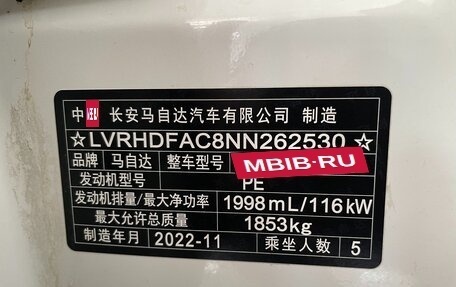 中 长安马自达汽车有限公司 制造
☆LVRHDFAC8NN262530☆
品牌 马自达 整车型号
MBIB-RU
发动机型号 PE
发动机排量/最大净功率 1998mL/116kW
最大允许总质量 1853kg
制造年月 2022-11 乘坐人数 5